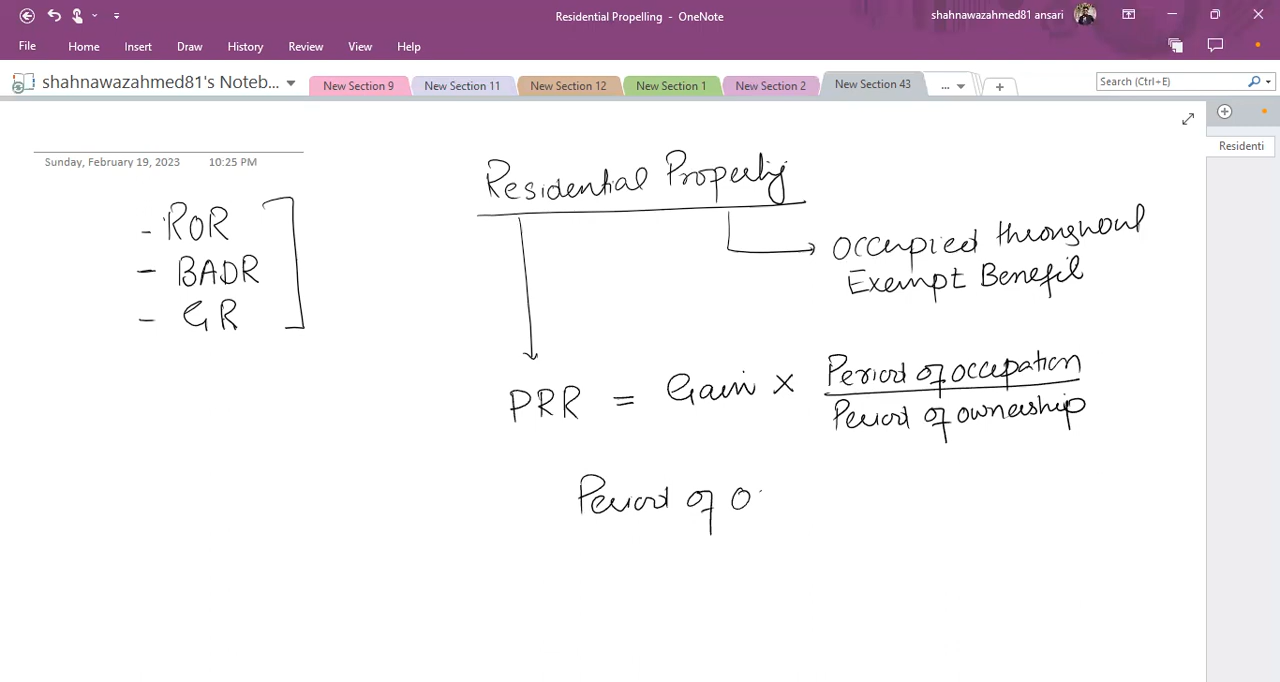 Residential Propelling - OneNote
shahnawazahmed81 ansari
File Home Insert Draw History Review View Help
shahnawazahmed81's Noteb...
New Section 9 New Section 11 New Section 12 New Section 1 New Section 2 New Section 43 ... +
Search (Ctrl+E)
Residenti
Sunday, February 19, 2023 10:25 PM
- ROR
- BADR
- GR
Residential Property
Occupied throughout
Exempt Benefit
PRR = Gain × Period of occupation
Period of ownership
Period of O